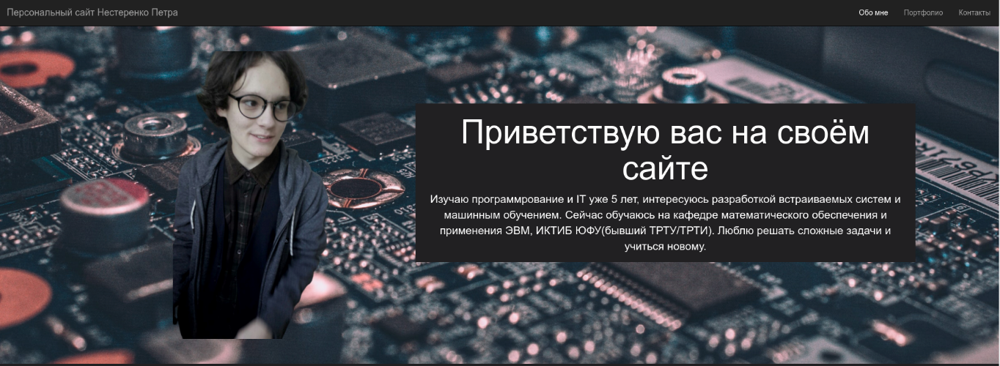 Персональный сайт Нестеренко Петра
Обо мне Портфолио Контакты
Приветствую вас на своём
сайте
Изучаю программрование и IT уже 5 лет, интересуюсь разработкой встраиваемых систем и
машинным обучением. Сейчас обучаюсь на кафедре математического обеспечения и
применения ЭВМ, ИКТИБ ЮФУ(бывший ТРТУ/ТРТИ). Люблю решать сложные задачи и
учиться новому.